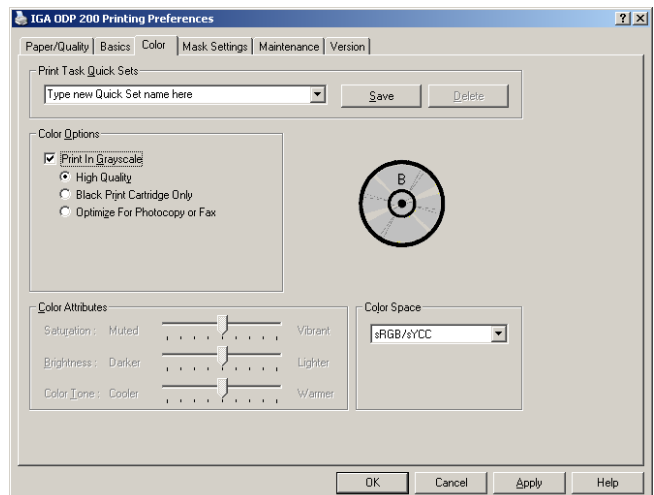 IGA ODP 200 Printing Preferences
Paper/Quality Basics Color Mask Settings Maintenance Version
Print Task Quick Sets
Type new Quick Set name here Save Delete
Color Options
Print In Grayscale
High Quality
Black Print Cartridge Only
Optimize For Photocopy or Fax
B
Color Attributes
Saturation : Muted Vibrant
Brightness : Darker Lighter
Color Tone : Cooler Warmer
Color Space
sRGB/sYCC
OK Cancel Apply Help